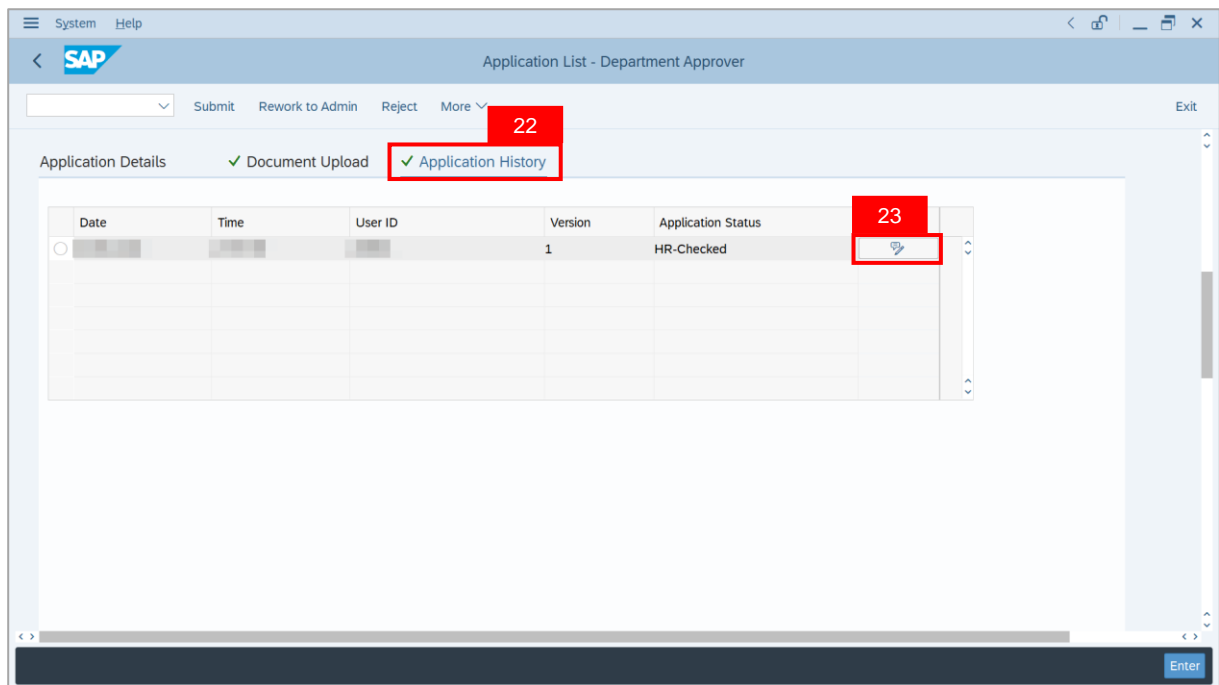 System Help
SAP
Application List - Department Approver
Submit Rework to Admin Reject More Exit
22
Application Details Document Upload Application History
23
Date Time User ID Version Application Status
1 HR-Checked
Enter